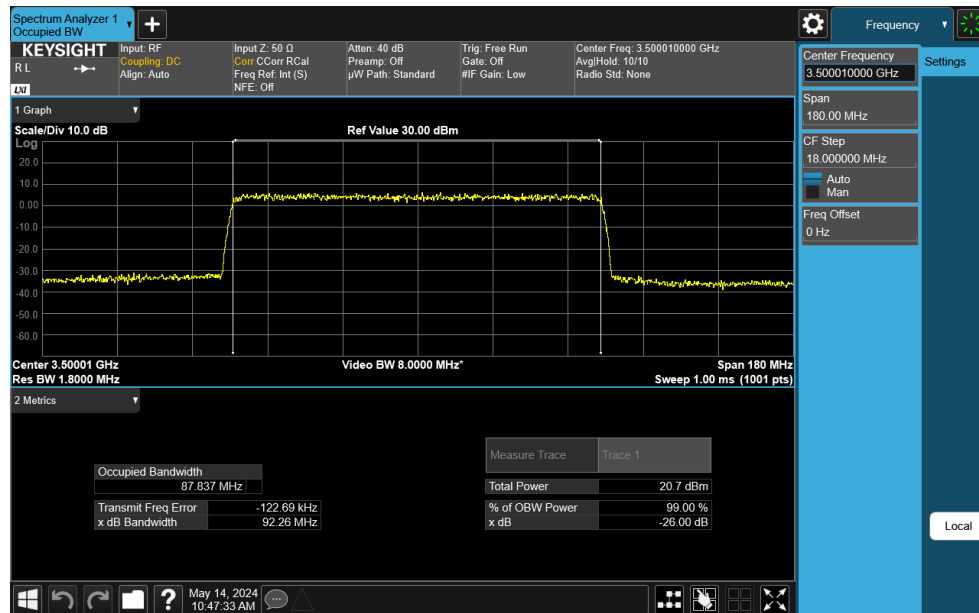 Spectrum Analyzer 1
Occupied BW
Frequency
KEYSIGHT
R L
LXI
Input: RF
Coupling: DC
Align: Auto
Input Z: 50 Ω
Corr CCorr RCal
Freq Ref: Int (S)
NFE: Off
Atten: 40 dB
Preamp: Off
µW Path: Standard
Trig: Free Run
Gate: Off
#IF Gain: Low
Center Freq: 3.500010000 GHz
Avg|Hold: 10/10
Radio Std: None
Center Frequency
3.500010000 GHz
Settings
Span
180.00 MHz
CF Step
18.000000 MHz
Auto
Man
Freq Offset
0 Hz
Local
1 Graph
Scale/Div 10.0 dB
Ref Value 30.00 dBm
Log
20.0
10.0
0.00
-10.0
-20.0
-30.0
-40.0
-50.0
-60.0
Center 3.50001 GHz
Video BW 8.0000 MHz*
Span 180 MHz
Res BW 1.8000 MHz
Sweep 1.00 ms (1001 pts)
2 Metrics
Measure Trace Trace 1
Occupied Bandwidth
87.837 MHz
Total Power 20.7 dBm
Transmit Freq Error -122.69 kHz
% of OBW Power 99.00 %
x dB Bandwidth 92.26 MHz
x dB -26.00 dB
?
May 14, 2024
10:47:33 AM